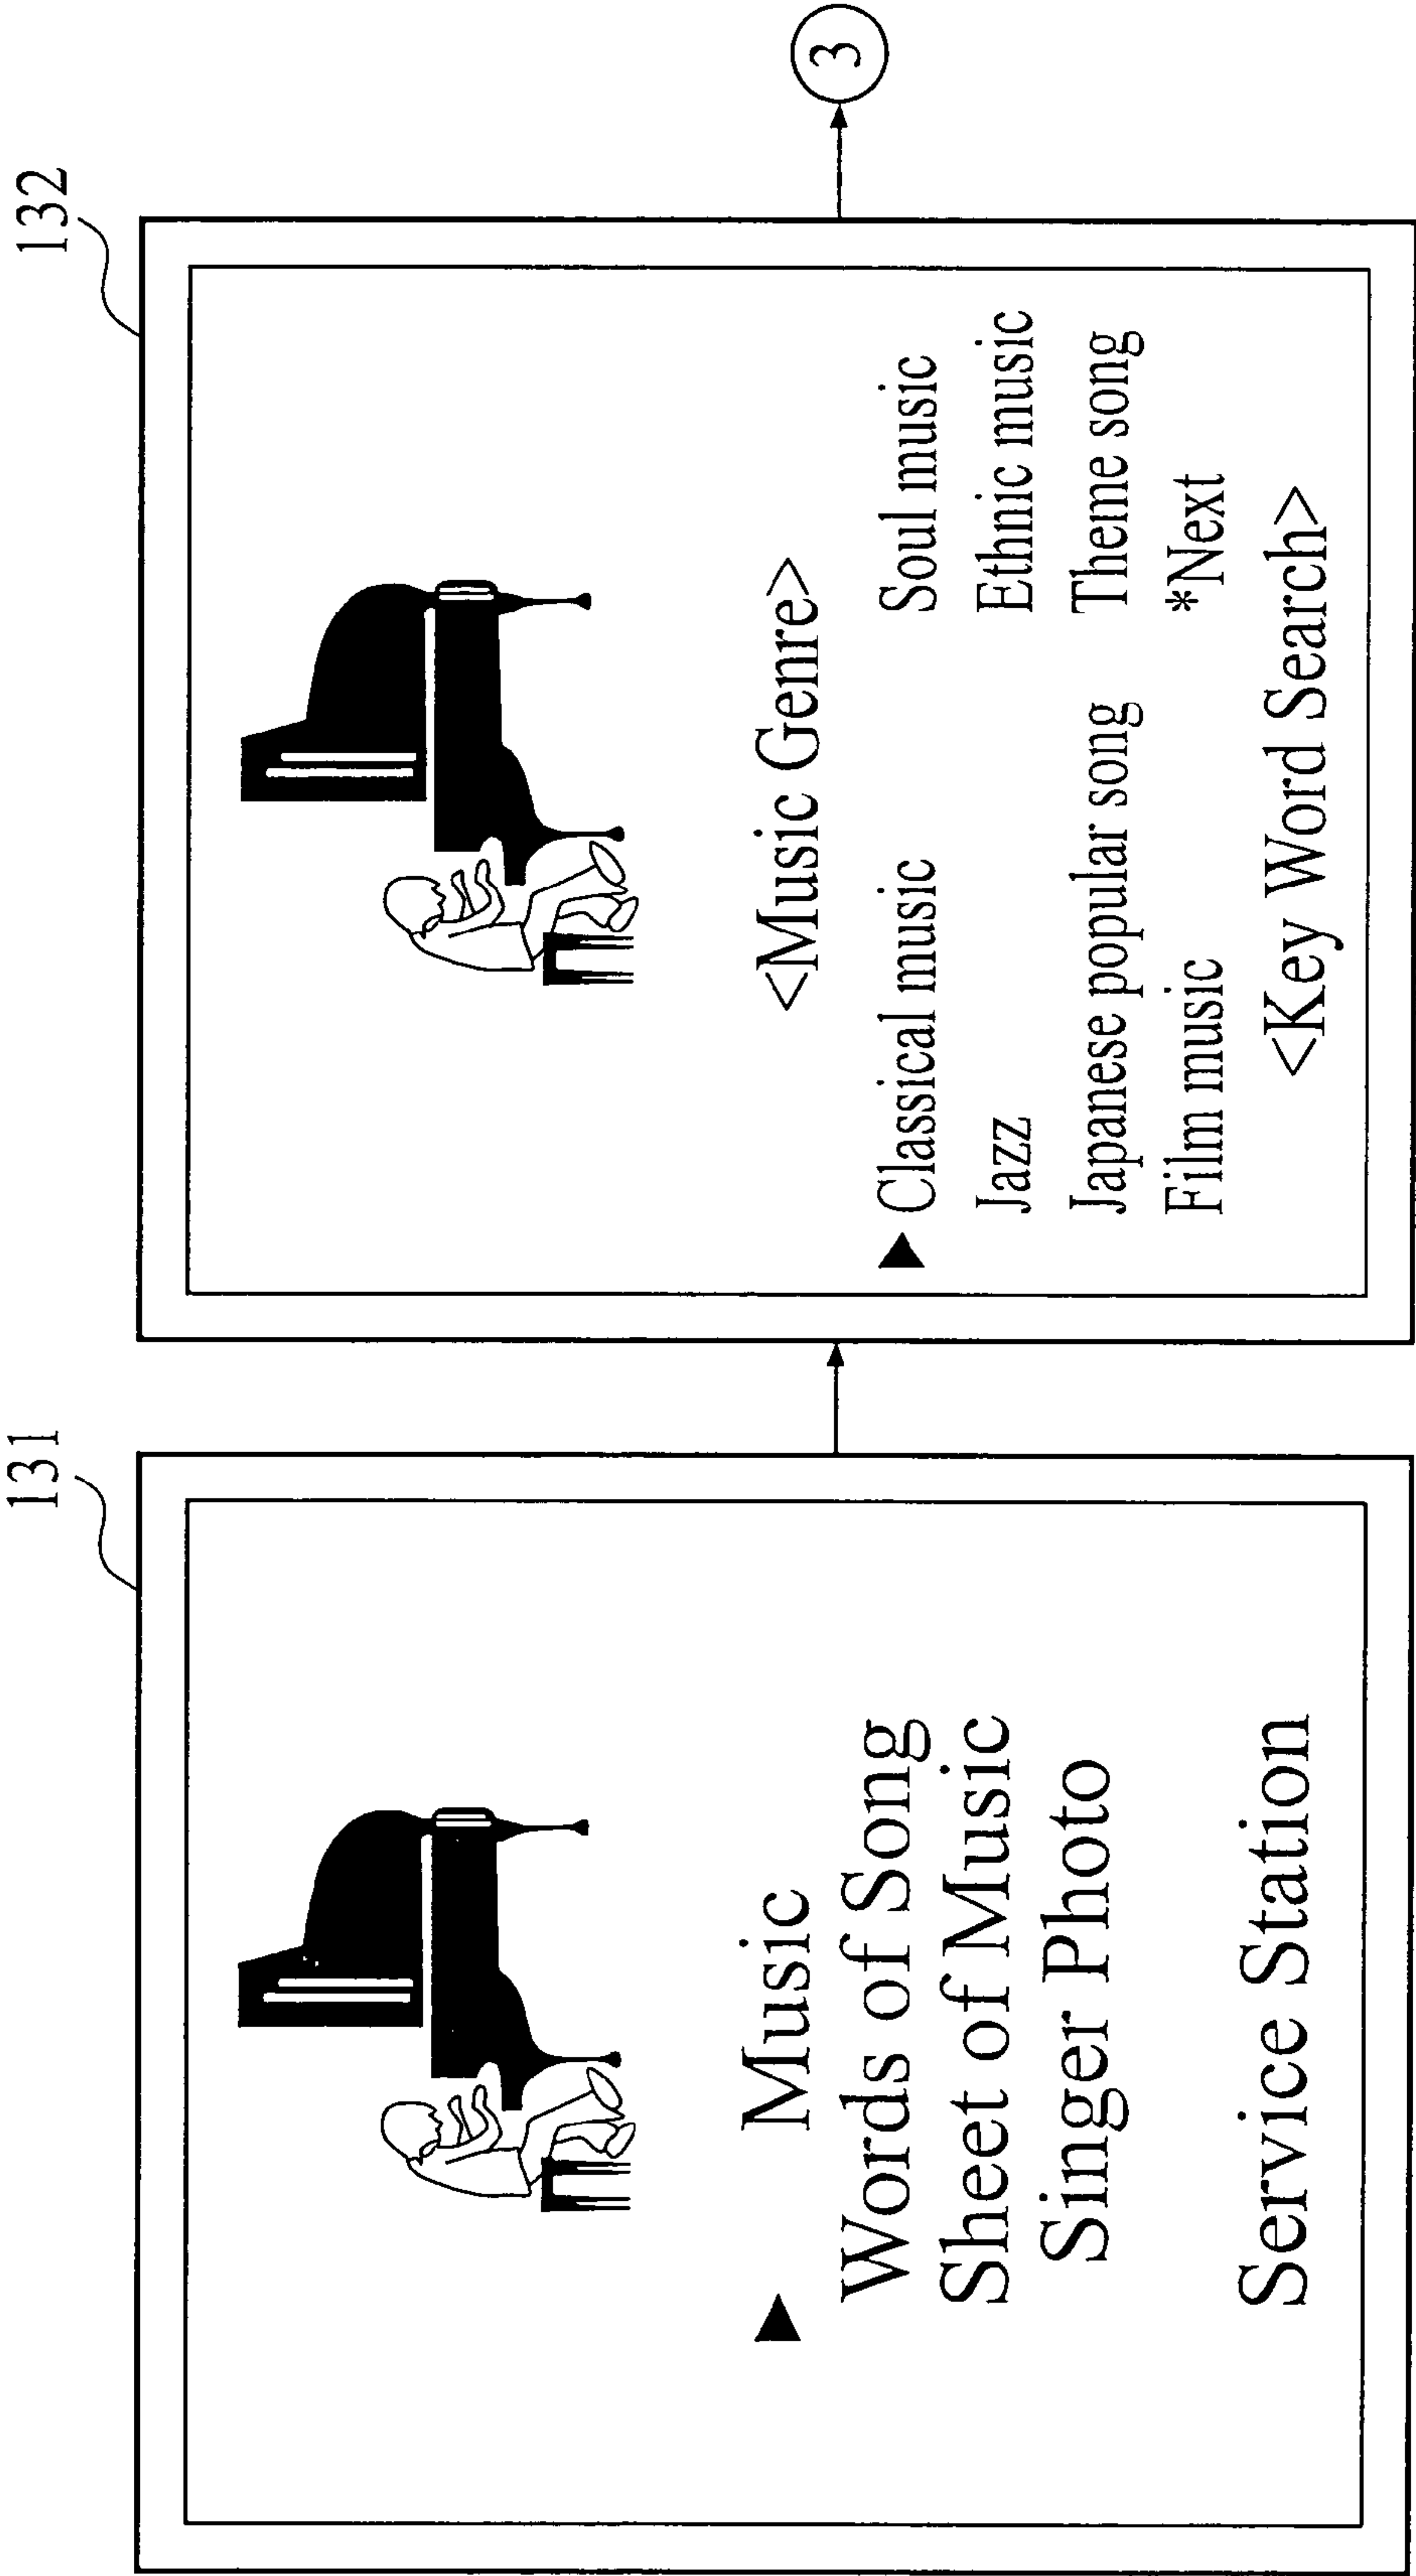 131
▶ Music
Words of Song
Sheet of Music
Singer Photo
Service Station
132
<Music Genre>
▶ Classical music Soul music
Jazz Ethnic music
Japanese popular song Theme song
Film music *Next
<Key Word Search>
3